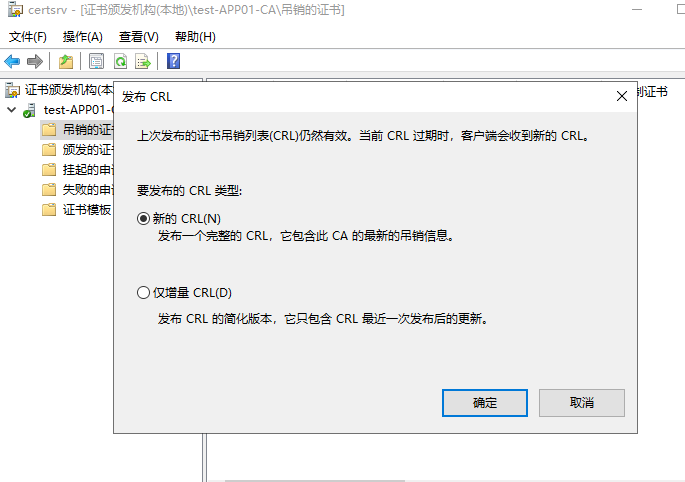 certsrv - [证书颁发机构(本地)\test-APP01-CA\吊销的证书]
文件(F) 操作(A) 查看(V) 帮助(H)
证书颁发机构(本
test-APP01-
吊销的证
颁发的证
挂起的申
失败的申
证书模板
制证书
发布 CRL
上次发布的证书吊销列表(CRL)仍然有效。当前 CRL 过期时，客户端会收到新的 CRL。
要发布的 CRL 类型:
新的 CRL(N)
发布一个完整的 CRL，它包含此 CA 的最新的吊销信息。
仅增量 CRL(D)
发布 CRL 的简化版本，它只包含 CRL 最近一次发布后的更新。
确定
取消